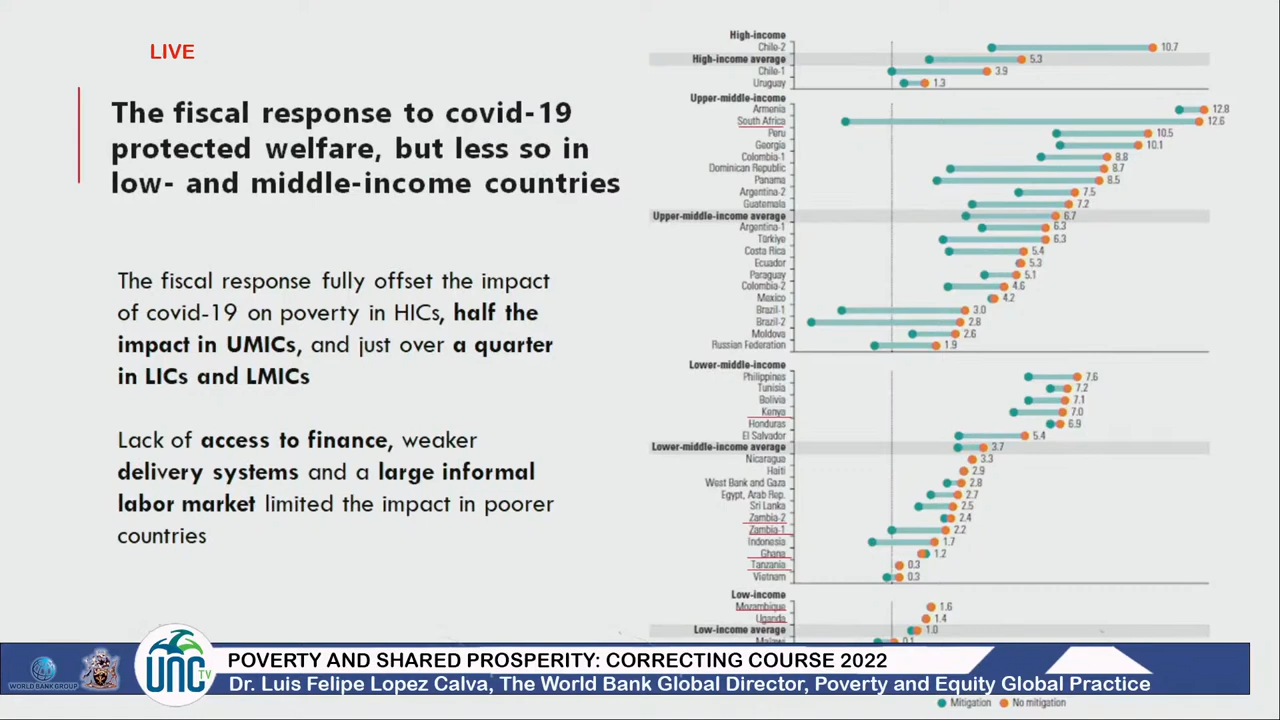 LIVE
The fiscal response to covid-19
protected welfare, but less so in
low- and middle-income countries
The fiscal response fully offset the impact
of covid-19 on poverty in HICs, half the
impact in UMICs, and just over a quarter
in LICs and LMICs
Lack of access to finance, weaker
delivery systems and a large informal
labor market limited the impact in poorer
countries
High-income
Chile-2 10.7
High-income average 5.3
Chile-1 3.9
Uruguay 1.3
Upper-middle-income
Armenia 12.8
South Africa 12.6
Peru 10.5
Georgia 10.1
Colombia-1 8.8
Dominican Republic 8.7
Panama 8.5
Argentina-2 7.5
Guatemala 7.2
Upper-middle-income average 6.7
Argentina-1 6.3
Türkiye 6.3
Costa Rica 5.4
Ecuador 5.3
Paraguay 5.1
Colombia-2 4.6
Mexico 4.2
Brazil-1 3.0
Brazil-2 2.8
Moldova 2.6
Russian Federation 1.9
Lower-middle-income
Philippines 7.6
Tunisia 7.2
Bolivia 7.1
Kenya 7.0
Honduras 6.9
El Salvador 5.4
Lower-middle-income average 3.7
Nicaragua 3.3
Haiti 2.9
West Bank and Gaza 2.8
Egypt, Arab Rep. 2.7
Sri Lanka 2.5
Zambia-2 2.4
Zambia-1 2.2
Indonesia 1.7
Ghana 1.2
Tanzania 0.3
Vietnam 0.3
Low-income
Mozambique 1.6
Uganda 1.4
Low-income average 1.0
Malawi 0.1
Mitigation No mitigation
WORLD BANK GROUP
UNC TV
POVERTY AND SHARED PROSPERITY: CORRECTING COURSE 2022
Dr. Luis Felipe Lopez Calva, The World Bank Global Director, Poverty and Equity Global Practice